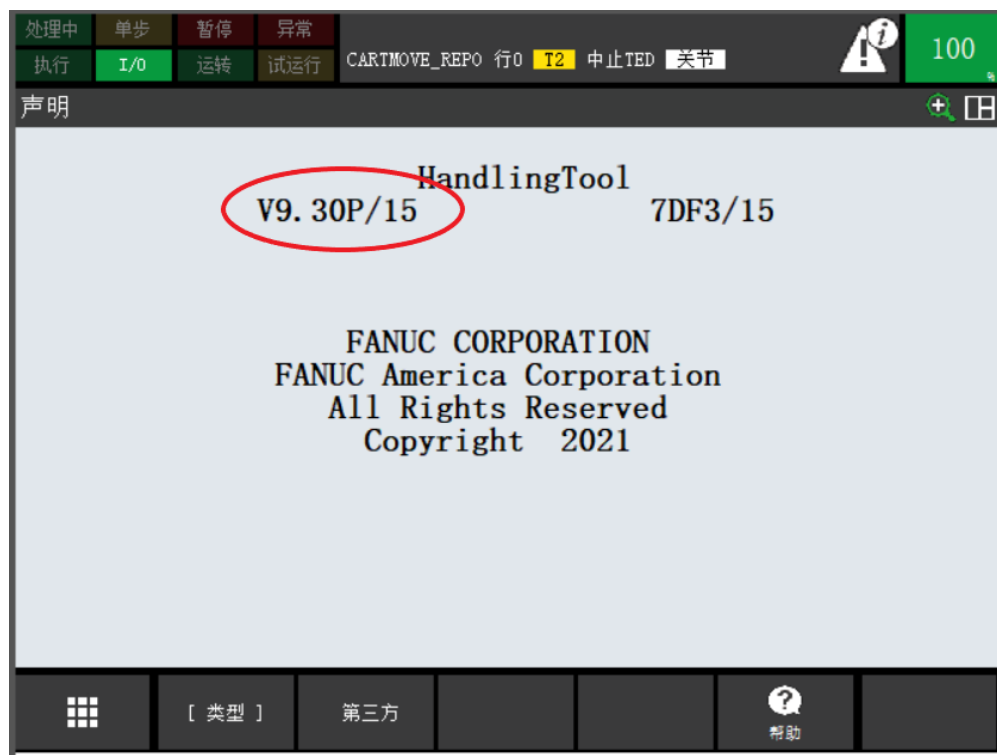 处理中 单步 暂停 异常
执行 I/O 运转 试运行 CARTMOVE_REPO 行0 T2 中止TED 关节 100
%
声明
HandlingTool
V9.30P/15 7DF3/15
FANUC CORPORATION
FANUC America Corporation
All Rights Reserved
Copyright 2021
[ 类型 ] 第三方 帮助